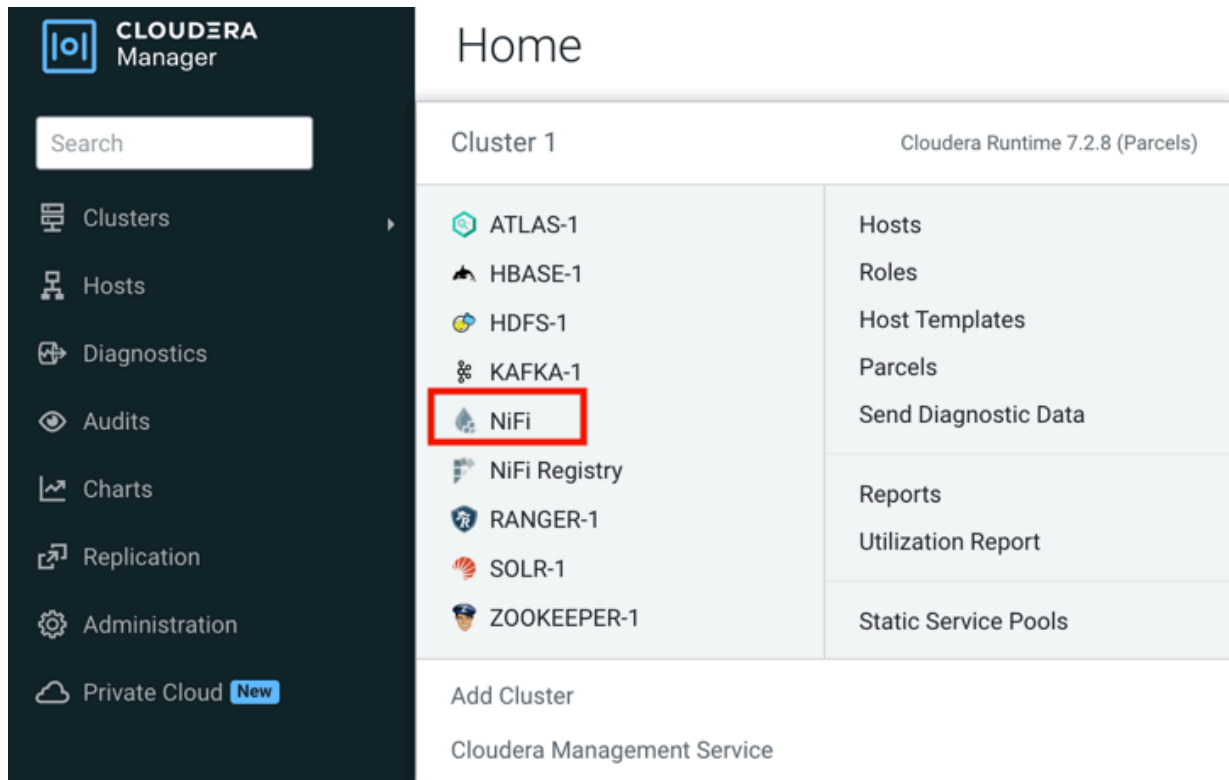 CLOUDERA
Manager
Search
Clusters
Hosts
Diagnostics
Audits
Charts
Replication
Administration
Private Cloud New
Home
Cluster 1
Cloudera Runtime 7.2.8 (Parcels)
ATLAS-1
HBASE-1
HDFS-1
KAFKA-1
NiFi
NiFi Registry
RANGER-1
SOLR-1
ZOOKEEPER-1
Hosts
Roles
Host Templates
Parcels
Send Diagnostic Data
Reports
Utilization Report
Static Service Pools
Add Cluster
Cloudera Management Service